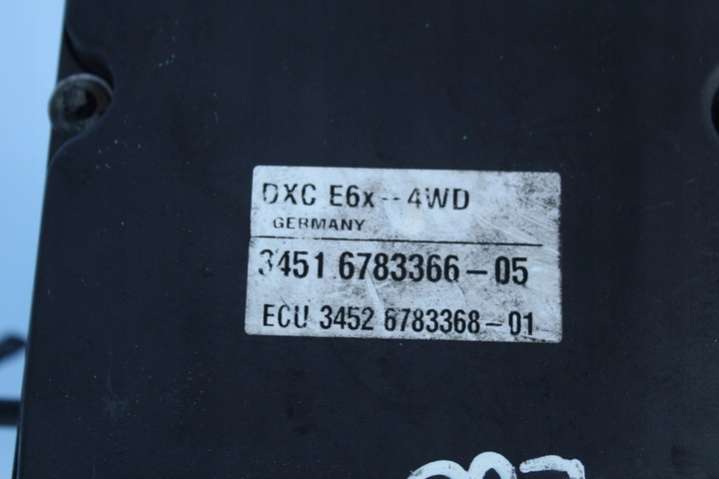 DXC E6x--4WD
GERMANY
3451 6783366-05
ECU 3452 6783368-01